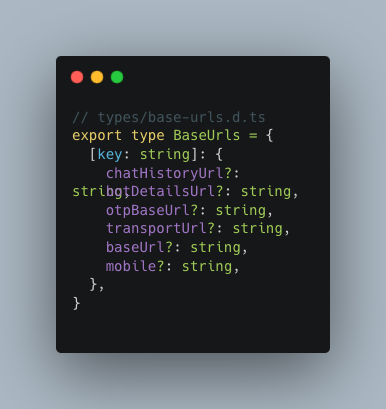 // types/base-urls.d.ts
export type BaseUrls = {
[key: string]: {
chatHistoryUrl?:
string,
botDetailsUrl?: string,
otpBaseUrl?: string,
transportUrl?: string,
baseUrl?: string,
mobile?: string,
},
}